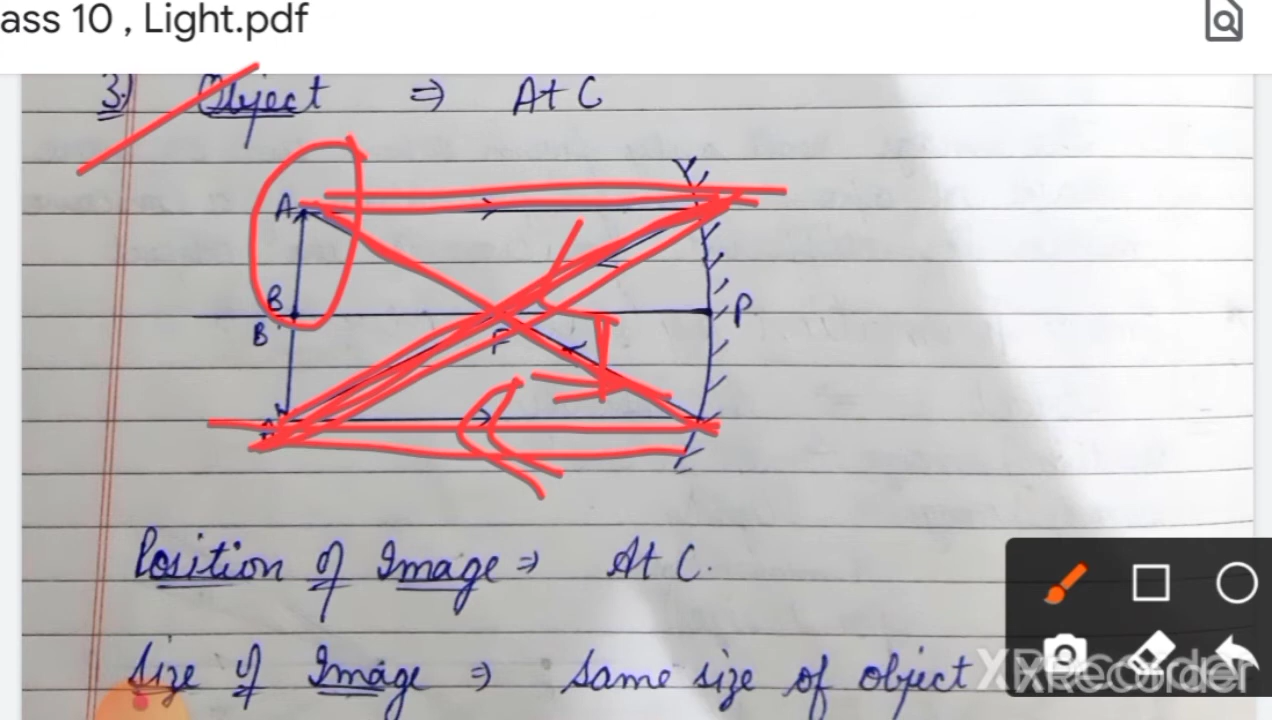 ass 10 , Light.pdf
3.) Object ⇒ At C
A
B
B'
P
F
A'
Position of Image ⇒ At C.
Size of Image ⇒ Same size of object
XRecorder